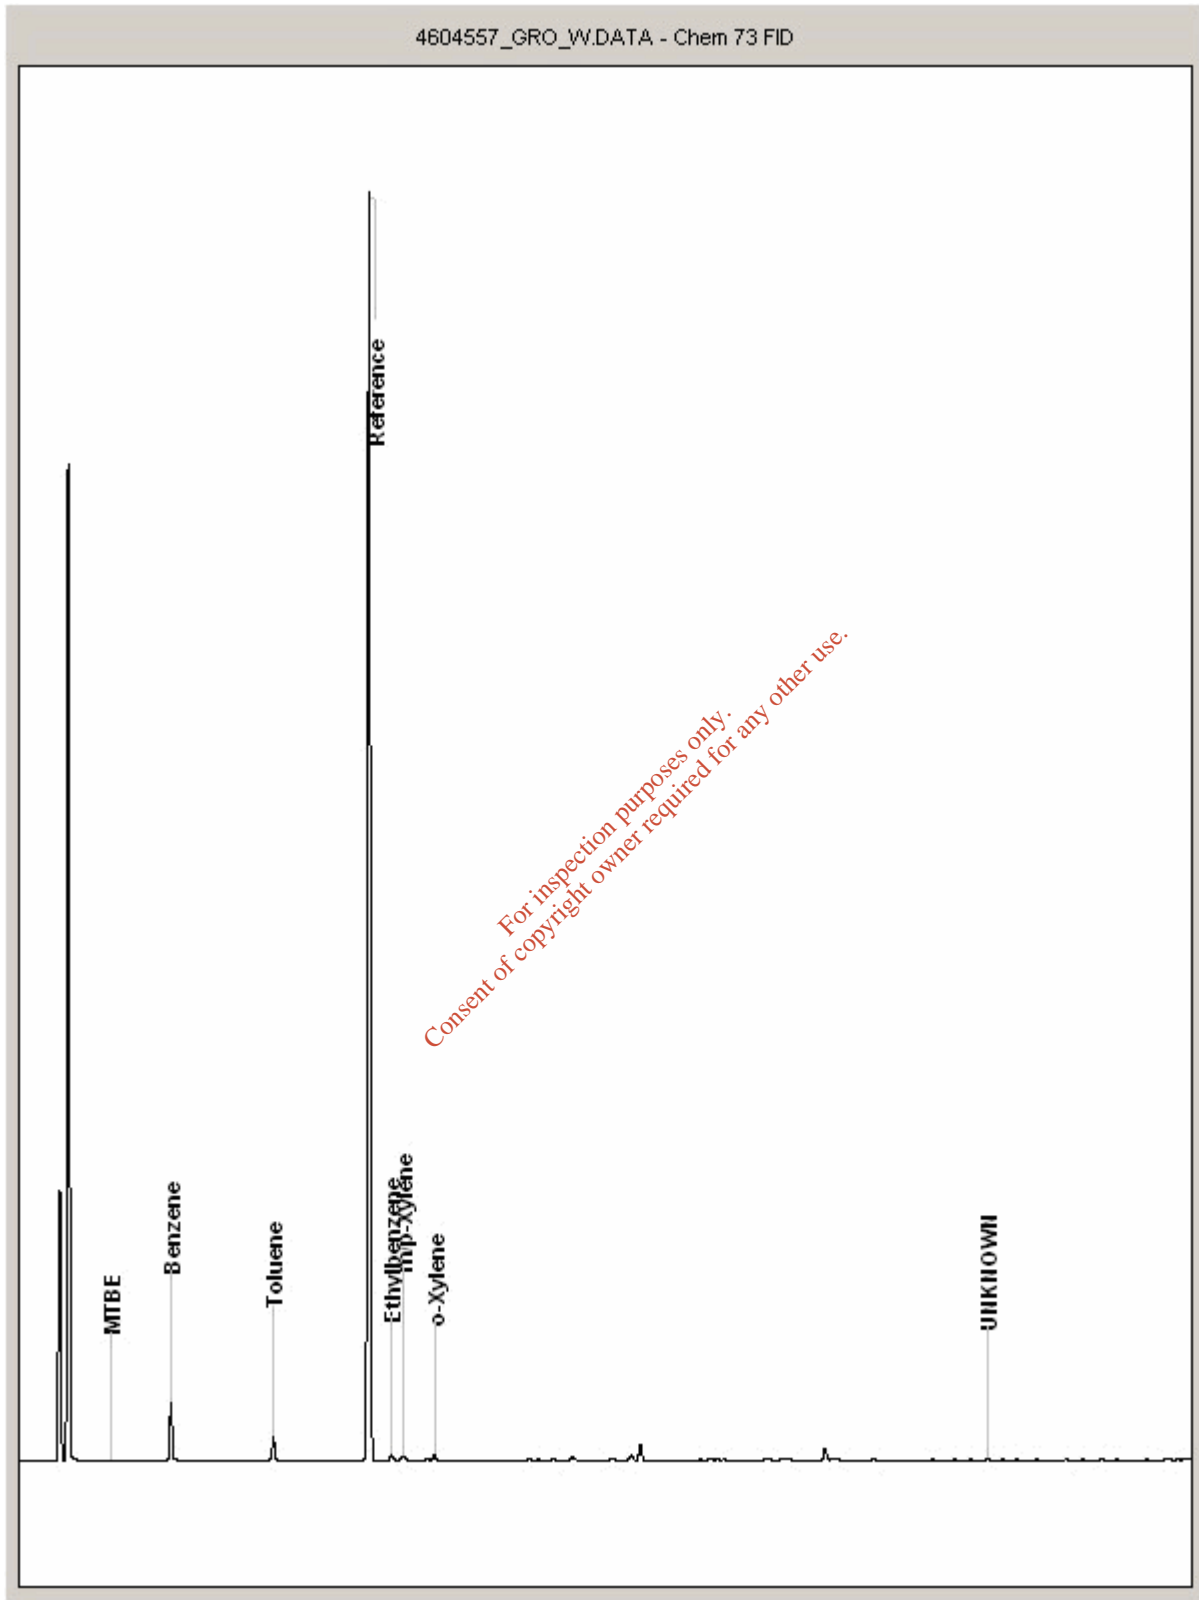 4604557_GRO_W.DATA - Chem 73 FID
Reference
For inspection purposes only.
Consent of copyright owner required for any other use.
MTBE
Benzene
Toluene
Ethylbenzene
m/p-Xylene
o-Xylene
UNKNOWN